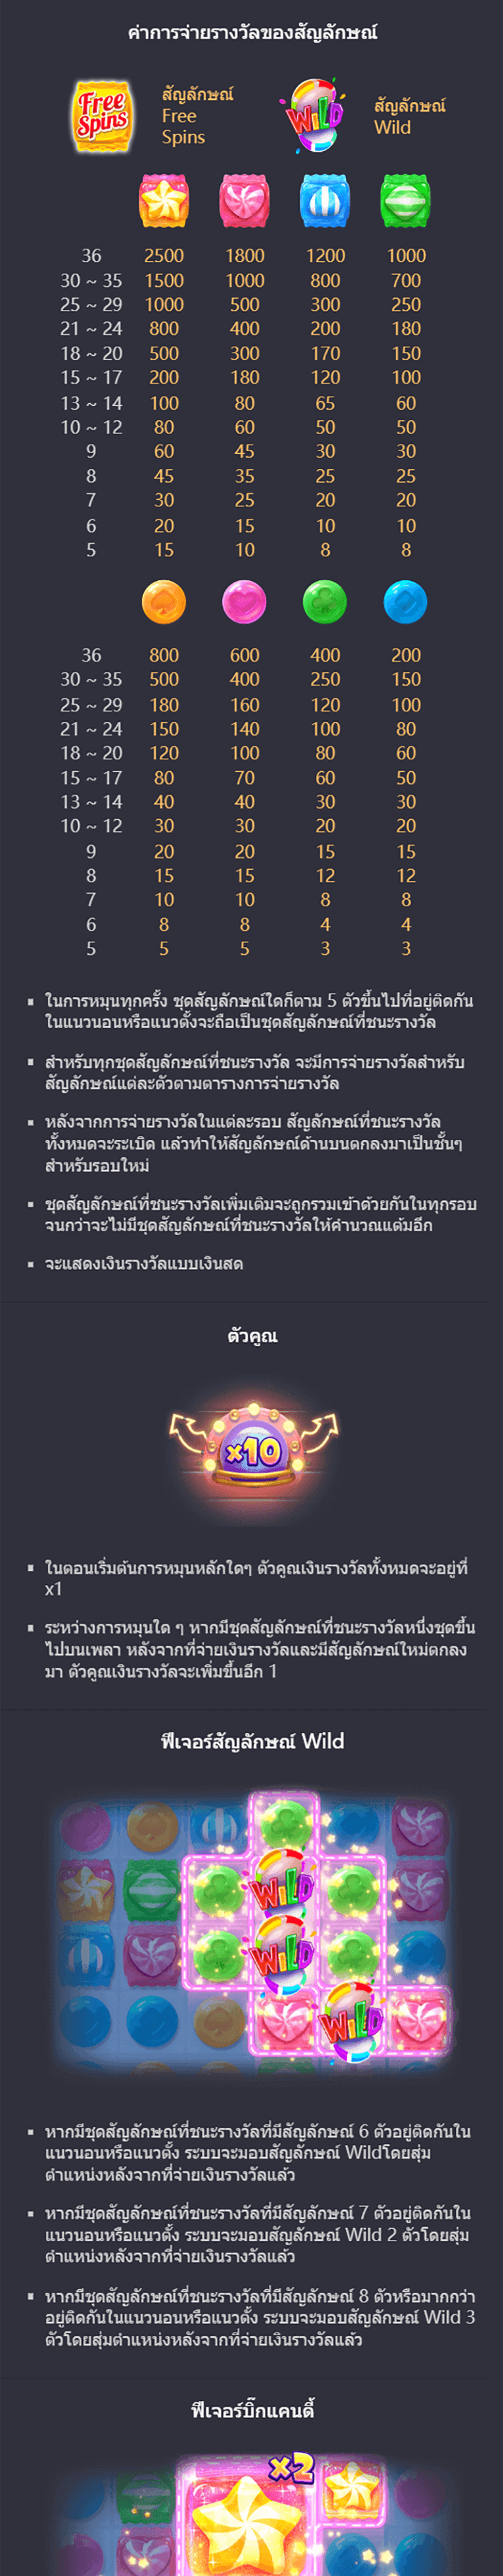 ค่าการจ่ายรางวัลของสัญลักษณ์
Free
Spins
สัญลักษณ์
Free
Spins
WILD
สัญลักษณ์
Wild
36 2500 1800 1200 1000
30 ~ 35 1500 1000 800 700
25 ~ 29 1000 500 300 250
21 ~ 24 800 400 200 180
18 ~ 20 500 300 170 150
15 ~ 17 200 180 120 100
13 ~ 14 100 80 65 60
10 ~ 12 80 60 50 50
9 60 45 30 30
8 45 35 25 25
7 30 25 20 20
6 20 15 10 10
5 15 10 8 8
36 800 600 400 200
30 ~ 35 500 400 250 150
25 ~ 29 180 160 120 100
21 ~ 24 150 140 100 80
18 ~ 20 120 100 80 60
15 ~ 17 80 70 60 50
13 ~ 14 40 40 30 30
10 ~ 12 30 30 20 20
9 20 20 15 15
8 15 15 12 12
7 10 10 8 8
6 8 8 4 4
5 5 5 3 3
ในการหมุนทุกครั้ง ชุดสัญลักษณ์ใดก็ตาม 5 ตัวขึ้นไปที่อยู่ติดกัน
ในแนวนอนหรือแนวตั้งจะถือเป็นชุดสัญลักษณ์ที่ชนะรางวัล
สำหรับทุกชุดสัญลักษณ์ที่ชนะรางวัล จะมีการจ่ายรางวัลสำหรับ
สัญลักษณ์แต่ละตัวตามตารางการจ่ายรางวัล
หลังจากการจ่ายรางวัลในแต่ละรอบ สัญลักษณ์ที่ชนะรางวัล
ทั้งหมดจะระเบิด แล้วทำให้สัญลักษณ์ด้านบนตกลงมาเป็นชั้นๆ
สำหรับรอบใหม่
ชุดสัญลักษณ์ที่ชนะรางวัลเพิ่มเติมจะถูกรวมเข้าด้วยกันในทุกรอบ
จนกว่าจะไม่มีชุดสัญลักษณ์ที่ชนะรางวัลให้คำนวณแต้มอีก
จะแสดงเงินรางวัลแบบเงินสด
ตัวคูณ
x10
ในตอนเริ่มต้นการหมุนหลักใดๆ ตัวคูณเงินรางวัลทั้งหมดจะอยู่ที่
x1
ระหว่างการหมุนใด ๆ หากมีชุดสัญลักษณ์ที่ชนะรางวัลหนึ่งชุดขึ้น
ไปบนเพลา หลังจากที่จ่ายเงินรางวัลและมีสัญลักษณ์ใหม่ตกลง
มา ตัวคูณเงินรางวัลจะเพิ่มขึ้นอีก 1
ฟีเจอร์สัญลักษณ์ Wild
WILD
WILD
WILD
หากมีชุดสัญลักษณ์ที่ชนะรางวัลที่มีสัญลักษณ์ 6 ตัวอยู่ติดกันใน
แนวนอนหรือแนวตั้ง ระบบจะมอบสัญลักษณ์ Wildโดยสุ่ม
ตำแหน่งหลังจากที่จ่ายเงินรางวัลแล้ว
หากมีชุดสัญลักษณ์ที่ชนะรางวัลที่มีสัญลักษณ์ 7 ตัวอยู่ติดกันใน
แนวนอนหรือแนวตั้ง ระบบจะมอบสัญลักษณ์ Wild 2 ตัวโดยสุ่ม
ตำแหน่งหลังจากที่จ่ายเงินรางวัลแล้ว
หากมีชุดสัญลักษณ์ที่ชนะรางวัลที่มีสัญลักษณ์ 8 ตัวหรือมากกว่า
อยู่ติดกันในแนวนอนหรือแนวตั้ง ระบบจะมอบสัญลักษณ์ Wild 3
ตัวโดยสุ่มตำแหน่งหลังจากที่จ่ายเงินรางวัลแล้ว
ฟีเจอร์บิ๊กแคนดี้
x2